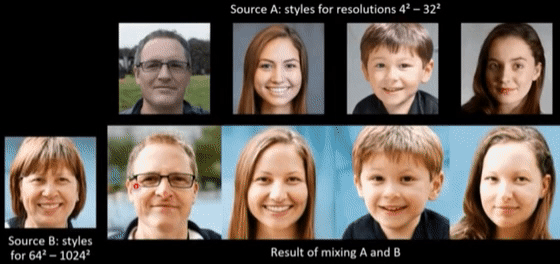 Source A: styles for resolutions 4² – 32²
Source B: styles
for 64² – 1024²
Result of mixing A and B